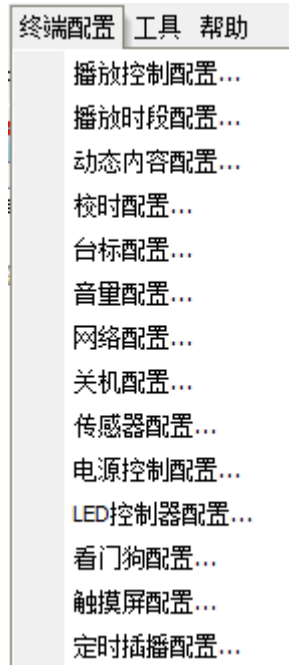 终端配置 工具 帮助
播放控制配置...
播放时段配置...
动态内容配置...
校时配置...
台标配置...
音量配置...
网络配置...
关机配置...
传感器配置...
电源控制配置...
LED控制器配置...
看门狗配置...
触摸屏配置...
定时插播配置...